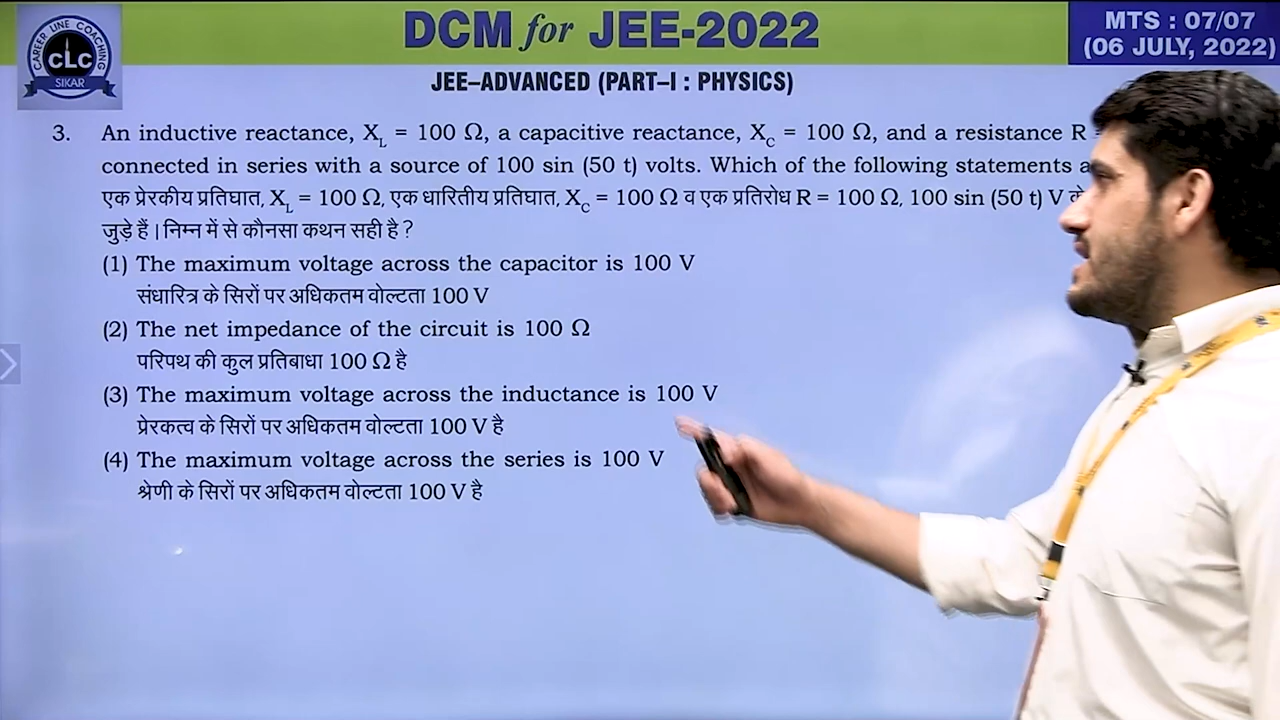 CAREER LINE COACHING
CLC
SIKAR
DCM for JEE-2022
MTS : 07/07
(06 JULY, 2022)
JEE–ADVANCED (PART–I : PHYSICS)
3. An inductive reactance, X_L = 100 Ω, a capacitive reactance, X_C = 100 Ω, and a resistance R
connected in series with a source of 100 sin (50 t) volts. Which of the following statements
एक प्रेरकीय प्रतिघात, X_L = 100 Ω, एक धारितीय प्रतिघात, X_C = 100 Ω व एक प्रतिरोध R = 100 Ω, 100 sin (50 t) V
जुड़े हैं। निम्न में से कौनसा कथन सही है ?
(1) The maximum voltage across the capacitor is 100 V
संधारित्र के सिरों पर अधिकतम वोल्टता 100 V
(2) The net impedance of the circuit is 100 Ω
परिपथ की कुल प्रतिबाधा 100 Ω है
(3) The maximum voltage across the inductance is 100 V
प्रेरकत्व के सिरों पर अधिकतम वोल्टता 100 V है
(4) The maximum voltage across the series is 100 V
श्रेणी के सिरों पर अधिकतम वोल्टता 100 V है